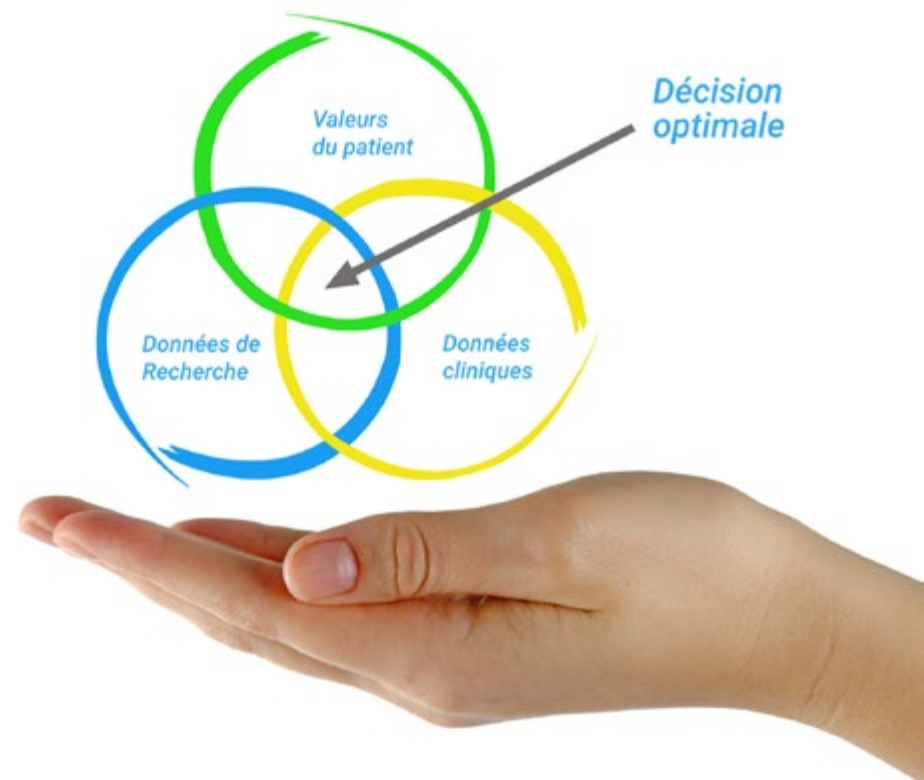 Valeurs
du patient
Décision
optimale
Données de
Recherche
Données
cliniques